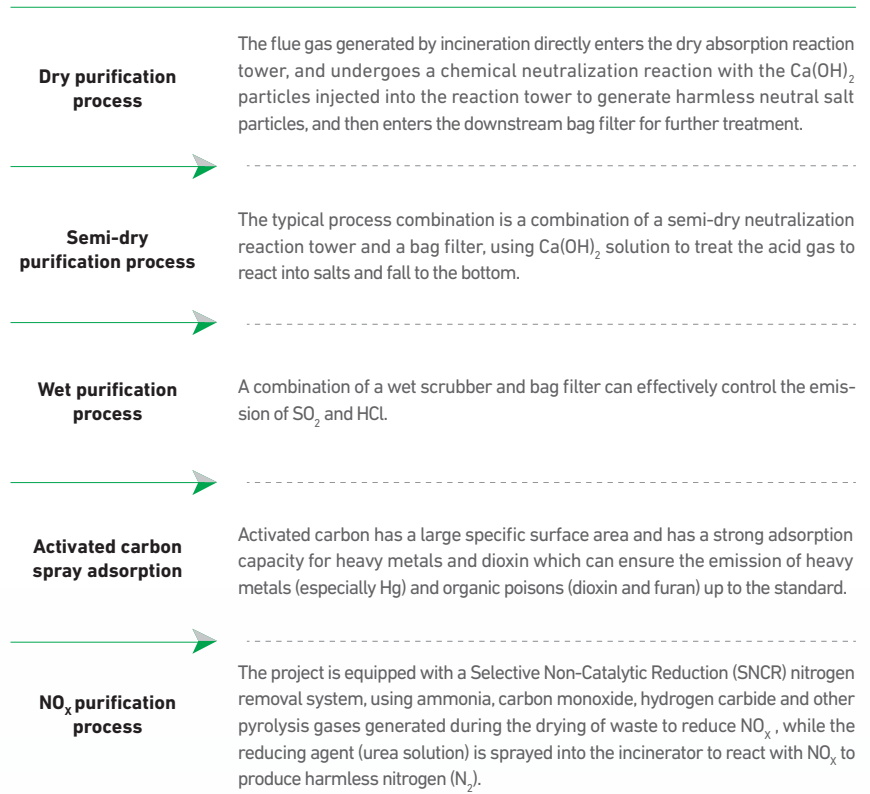 Dry purification
process
The flue gas generated by incineration directly enters the dry absorption reaction
tower, and undergoes a chemical neutralization reaction with the Ca(OH)₂
particles injected into the reaction tower to generate harmless neutral salt
particles, and then enters the downstream bag filter for further treatment.
Semi-dry
purification process
The typical process combination is a combination of a semi-dry neutralization
reaction tower and a bag filter, using Ca(OH)₂ solution to treat the acid gas to
react into salts and fall to the bottom.
Wet purification
process
A combination of a wet scrubber and bag filter can effectively control the emis-
sion of SO₂ and HCl.
Activated carbon
spray adsorption
Activated carbon has a large specific surface area and has a strong adsorption
capacity for heavy metals and dioxin which can ensure the emission of heavy
metals (especially Hg) and organic poisons (dioxin and furan) up to the standard.
NOₓ purification
process
The project is equipped with a Selective Non-Catalytic Reduction (SNCR) nitrogen
removal system, using ammonia, carbon monoxide, hydrogen carbide and other
pyrolysis gases generated during the drying of waste to reduce NOₓ , while the
reducing agent (urea solution) is sprayed into the incinerator to react with NOₓ to
produce harmless nitrogen (N₂).